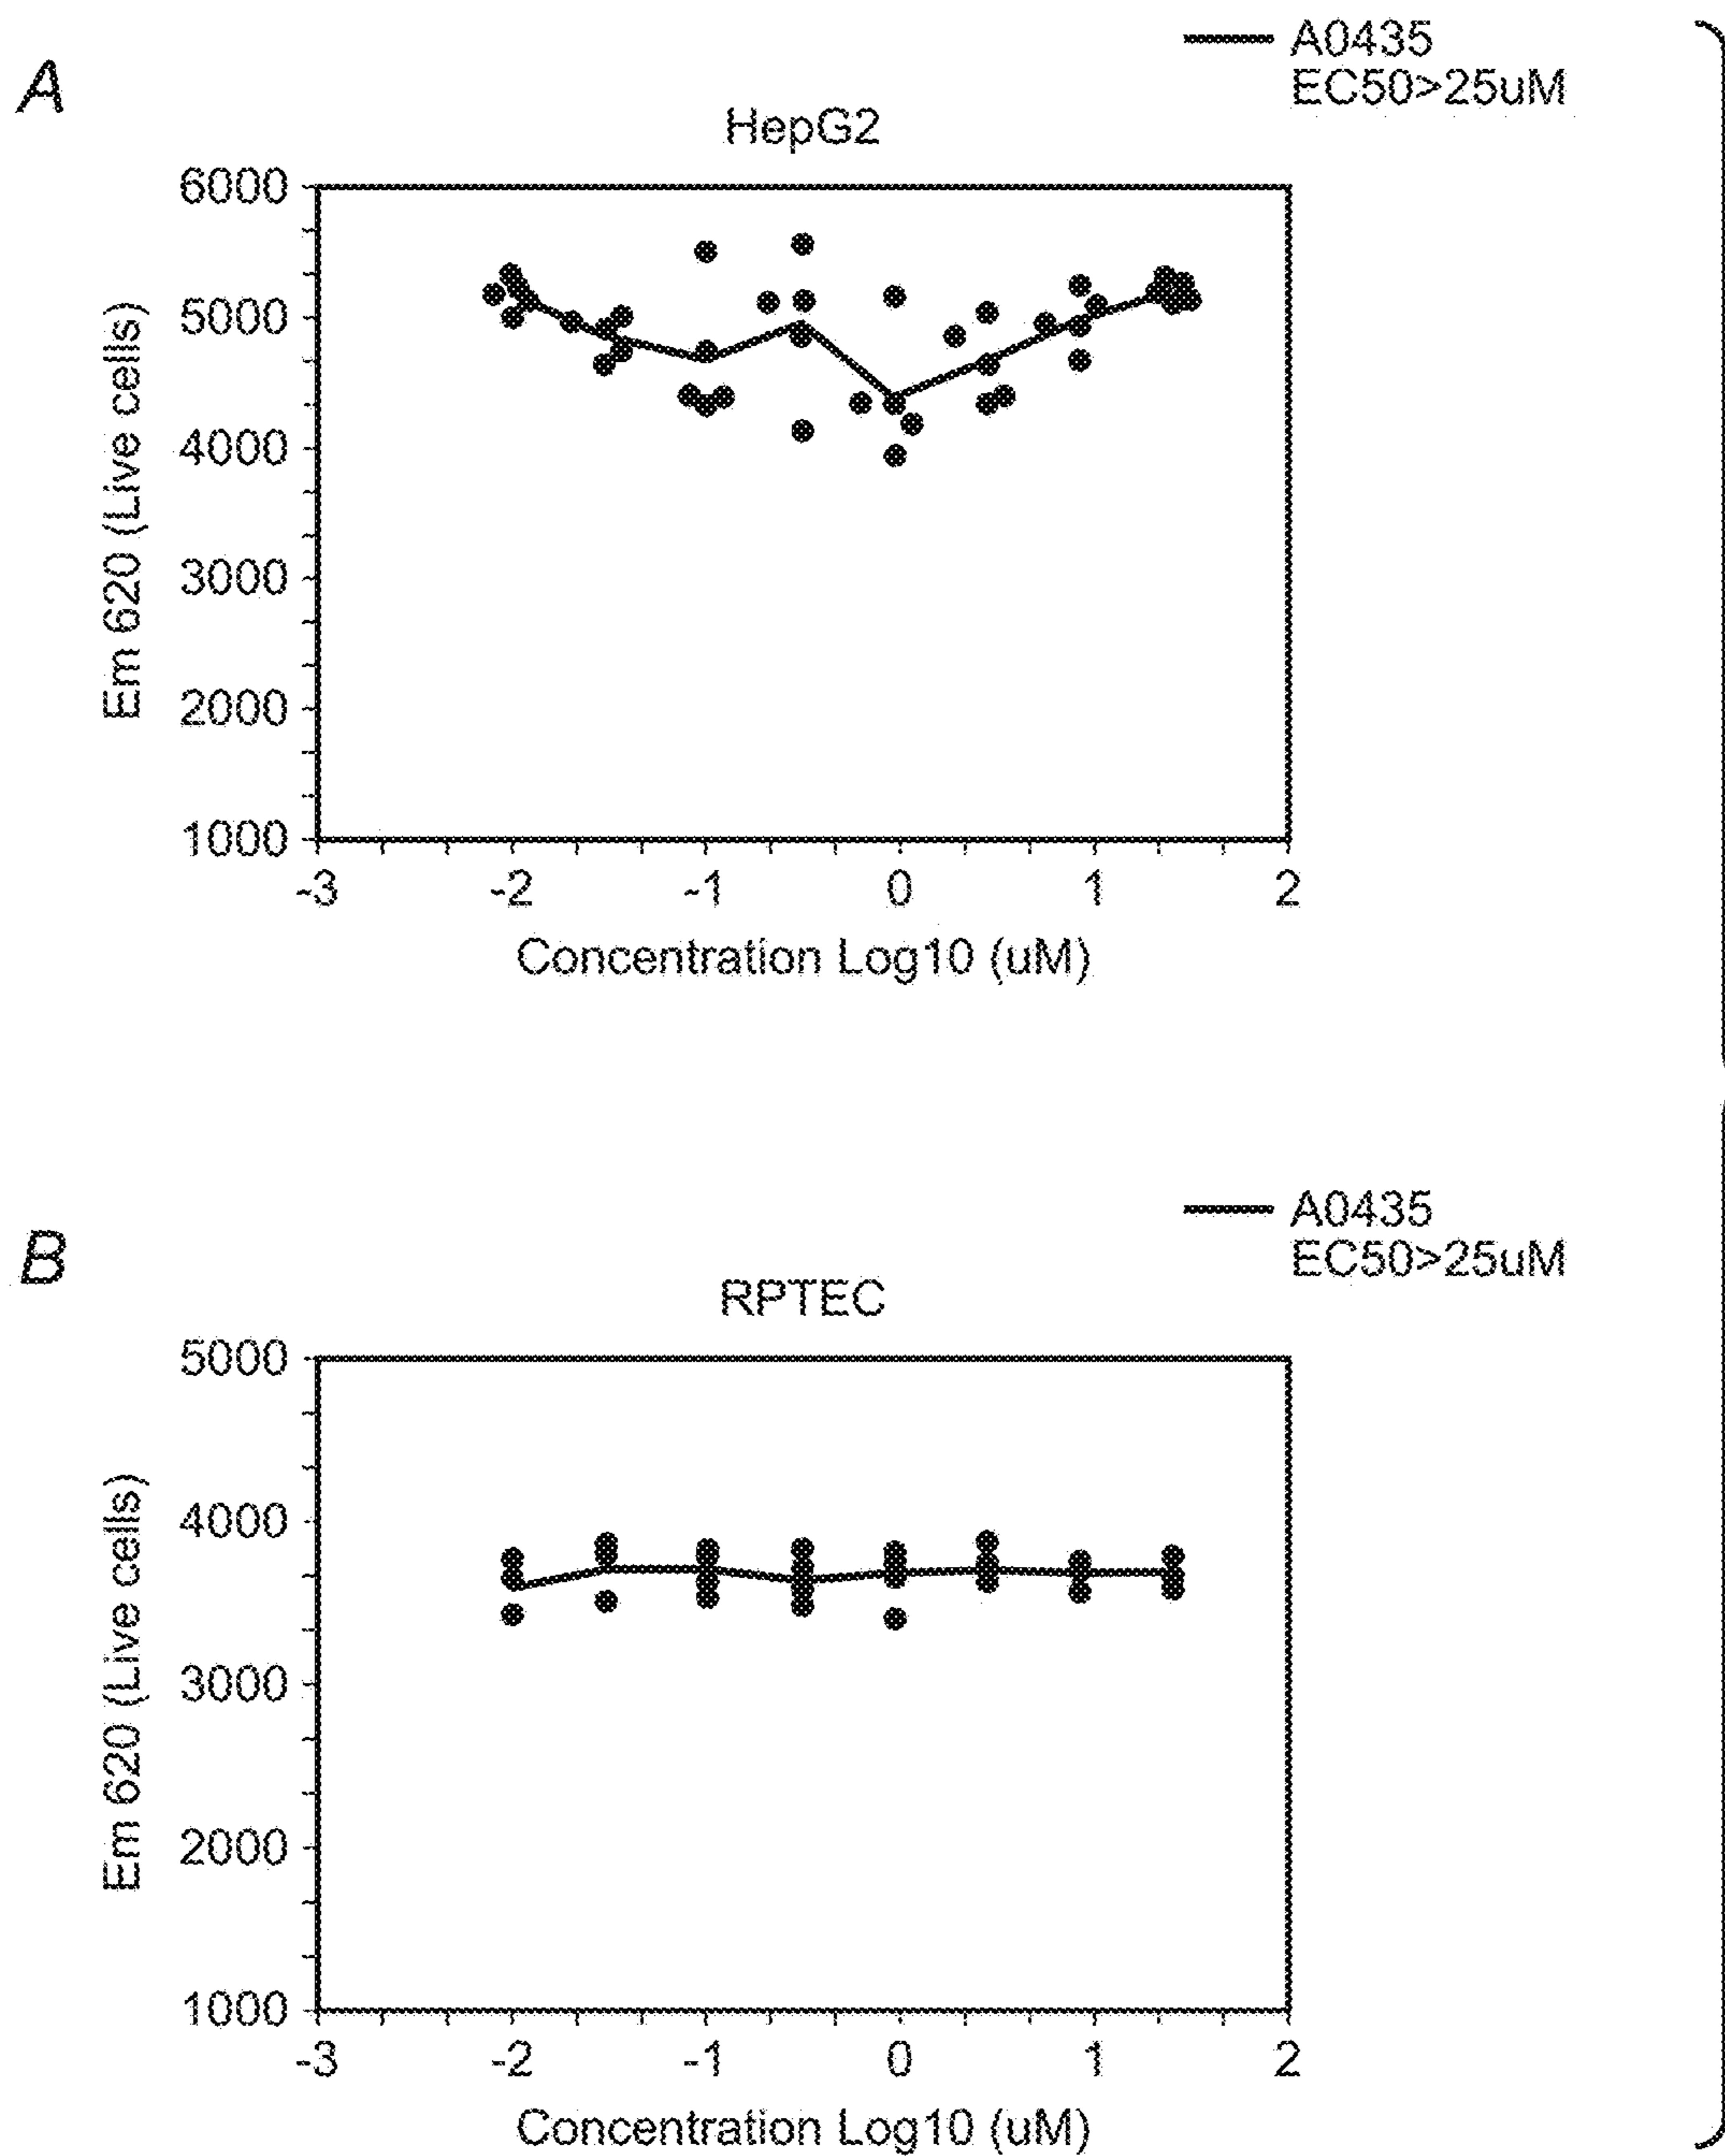 A
A0435
EC50>25uM
HepG2
6000
5000
4000
3000
2000
1000
Em 620 (Live cells)
-3 -2 -1 0 1 2
Concentration Log10 (uM)
B
A0435
EC50>25uM
RPTEC
5000
4000
3000
2000
1000
Em 620 (Live cells)
-3 -2 -1 0 1 2
Concentration Log10 (uM)